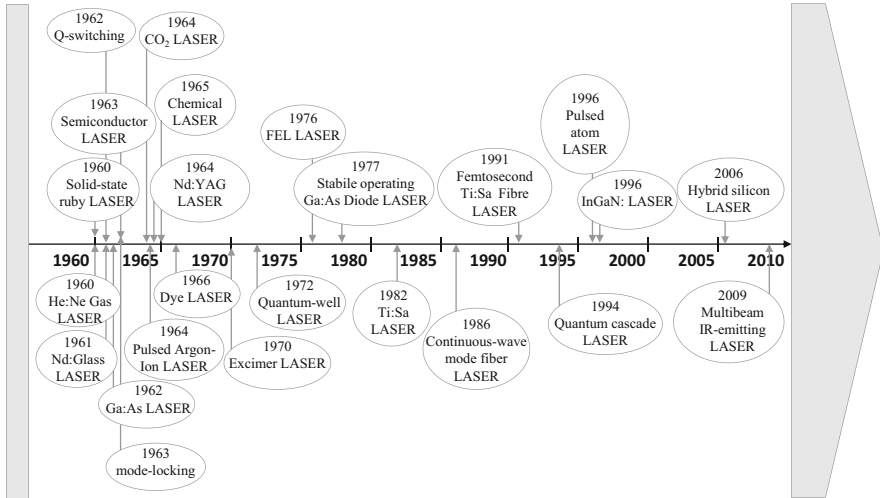 1962
Q-switching
1964
CO₂ LASER
1963
Semiconductor
LASER
1965
Chemical
LASER
1960
Solid-state
ruby LASER
1964
Nd:YAG
LASER
1976
FEL LASER
1977
Stabile operating
Ga:As Diode LASER
1991
Femtosecond
Ti:Sa Fibre
LASER
1996
Pulsed
atom
LASER
1996
InGaN: LASER
2006
Hybrid silicon
LASER
1960 1965 1970 1975 1980 1985 1990 1995 2000 2005 2010
1960
He:Ne Gas
LASER
1961
Nd:Glass
LASER
1962
Ga:As LASER
1963
mode-locking
1964
Pulsed Argon-
Ion LASER
1966
Dye LASER
1970
Excimer LASER
1972
Quantum-well
LASER
1982
Ti:Sa
LASER
1986
Continuous-wave
mode fiber
LASER
1994
Quantum cascade
LASER
2009
Multibeam
IR-emitting
LASER